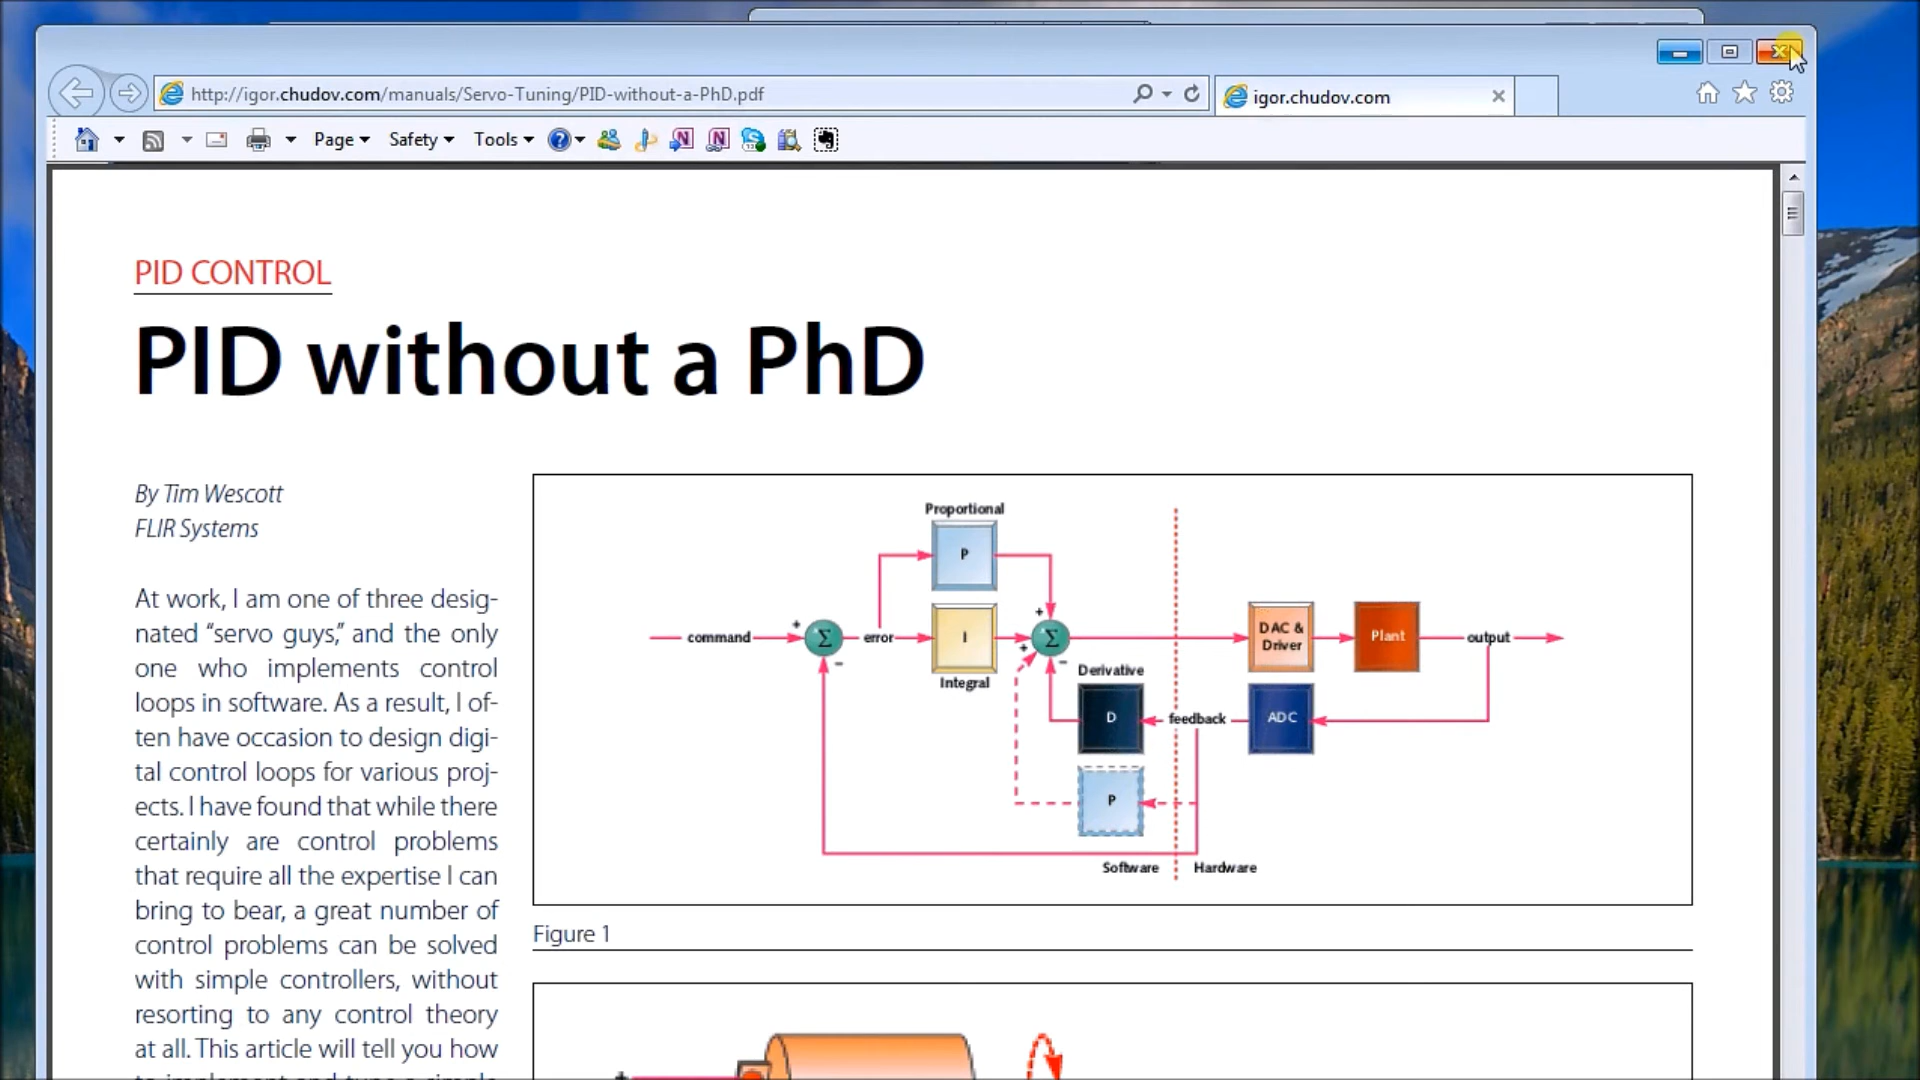 http://igor.chudov.com/manuals/Servo-Tuning/PID-without-a-PhD.pdf
igor.chudov.com
Page
Safety
Tools
PID CONTROL
PID without a PhD
By Tim Wescott
FLIR Systems
At work, I am one of three desig-
nated “servo guys,” and the only
one who implements control
loops in software. As a result, I of-
ten have occasion to design digi-
tal control loops for various proj-
ects. I have found that while there
certainly are control problems
that require all the expertise I can
bring to bear, a great number of
control problems can be solved
with simple controllers, without
resorting to any control theory
at all. This article will tell you how
Proportional
P
command
+
Σ
–
error
I
Integral
+
+
Σ
–
Derivative
D
feedback
P
DAC &
Driver
Plant
output
ADC
Software
Hardware
Figure 1